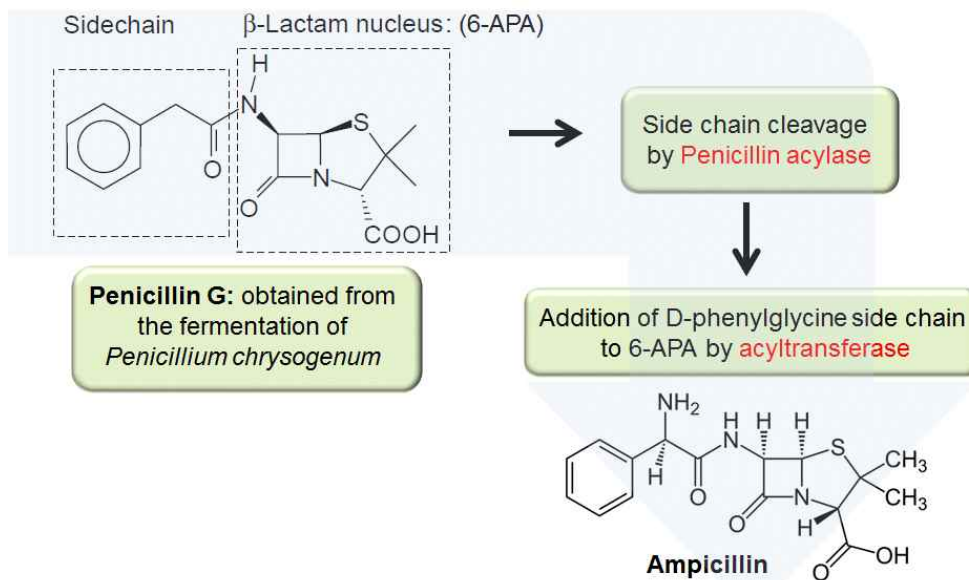 Sidechain
β-Lactam nucleus: (6-APA)
H
N
S
O
N
O
COOH
Side chain cleavage
by Penicillin acylase
Penicillin G: obtained from
the fermentation of
Penicillium chrysogenum
Addition of D-phenylglycine side chain
to 6-APA by acyltransferase
NH₂
H
N
H
H
S
H
O
N
CH₃
CH₃
O
H
OH
O
Ampicillin